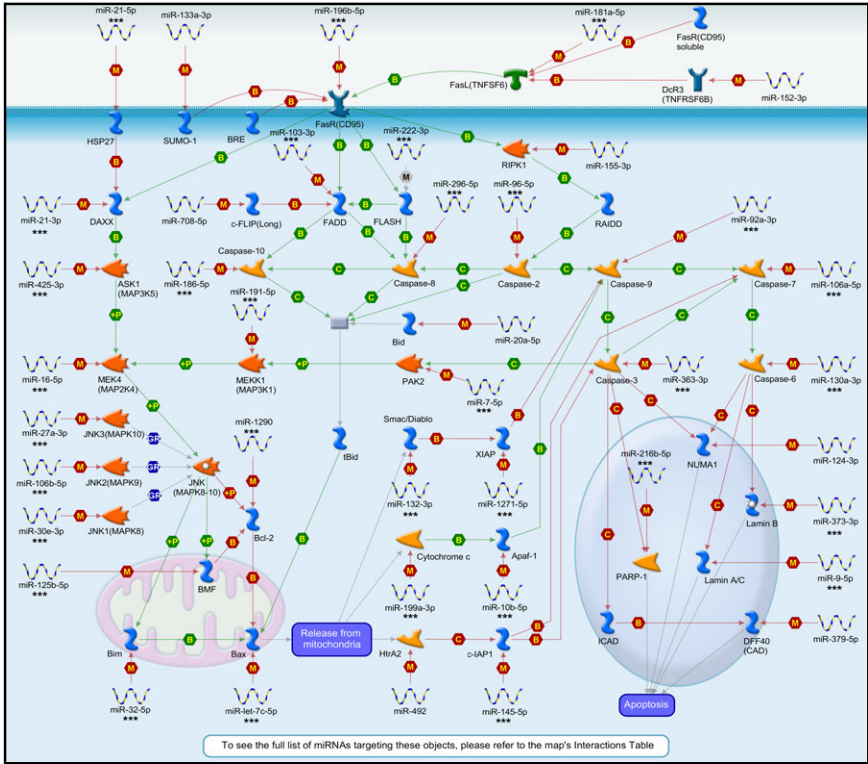 miR-21-5p
***
miR-133a-3p
miR-196b-5p
***
miR-181a-5p
***
FasR(CD95)
soluble
M
M
M
M
B
B
B
B
B
M
FasL(TNFSF6)
DcR3
(TNFRSF6B)
miR-152-3p
HSP27
SUMO-1
BRE
FasR(CD95)
miR-103-3p
***
miR-222-3p
***
B
B
B
B
B
M
M
RIPK1
M
miR-155-3p
miR-296-5p
***
miR-96-5p
***
B
miR-92a-3p
***
M
M
B
B
miR-21-3p
***
DAXX
miR-708-5p
c-FLIP(Long)
FADD
FLASH
RAIDD
B
B
B
B
M
M
B
M
Caspase-10
M
M
C
C
C
C
M
miR-425-3p
***
ASK1
(MAP3K5)
miR-186-5p
***
miR-191-5p
***
Caspase-8
Caspase-2
Caspase-9
Caspase-7
miR-106a-5p
***
C
C
C
C
C
C
+P
M
Bid
M
miR-20a-5p
M
+P
+P
C
M
M
miR-16-5p
***
MEK4
(MAP2K4)
MEKK1
(MAP3K1)
PAK2
M
miR-7-5p
***
Caspase-3
miR-363-3p
***
Caspase-6
miR-130a-3p
***
+P
C
C
C
C
C
M
GR
miR-27a-3p
***
JNK3(MAPK10)
miR-1290
***
Smac/Diablo
B
XIAP
B
tBid
miR-216b-5p
***
NUMA1
M
miR-124-3p
M
GR
miR-106b-5p
***
JNK2(MAPK9)
JNK
(MAPK8-10)
+P
M
M
M
miR-132-3p
***
miR-1271-5p
***
M
Lamin B
M
miR-373-3p
***
M
GR
miR-30e-3p
***
JNK1(MAPK8)
Bcl-2
+P
+P
B
Cytochrome c
B
Apaf-1
C
PARP-1
Lamin A/C
M
miR-9-5p
***
miR-125b-5p
***
M
BMF
B
M
miR-199a-3p
***
M
miR-10b-5p
***
Release from
mitochondria
Bim
B
Bax
HtrA2
C
c-IAP1
B
B
ICAD
B
DFF40
(CAD)
M
miR-379-5p
M
miR-32-5p
***
M
miR-let-7c-5p
***
M
miR-492
M
miR-145-5p
***
Apoptosis
To see the full list of miRNAs targeting these objects, please refer to the map's Interactions Table